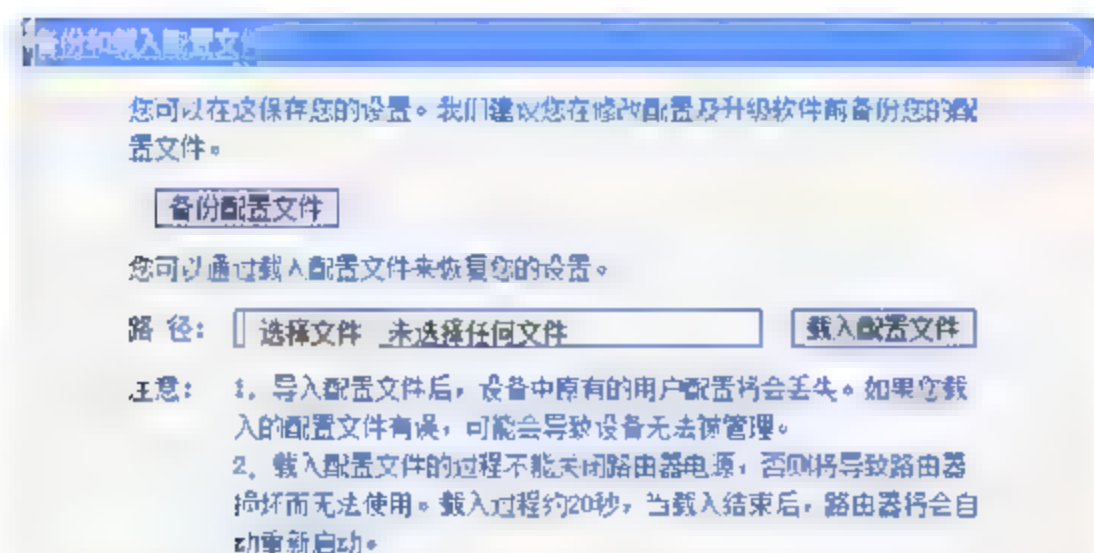 备份和载入配置文件
您可以在这保存您的设置。我们建议您在修改配置及升级软件前备份您的配
置文件。
备份配置文件
您可以通过载入配置文件来恢复您的设置。
路 径: 选择文件 未选择任何文件 载入配置文件
注意: 1, 导入配置文件后,设备中原有的用户配置将会丢失。如果您载
入的配置文件有误,可能会导致设备无法被管理。
2, 载入配置文件的过程不能关闭路由器电源,否则将导致路由器
损坏而无法使用。载入过程约20秒,当载入结束后,路由器将会自
动重新启动。